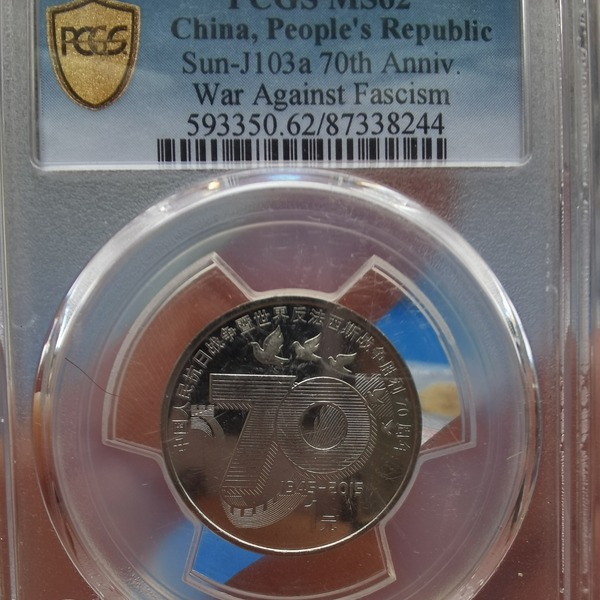 PCGS MS62
China, People's Republic
Sun-J103a 70th Anniv.
War Against Fascism
593350.62/87338244
PCGS
中国人民抗日战争暨世界反法西斯战争胜利70周年
70
1945-2015
元